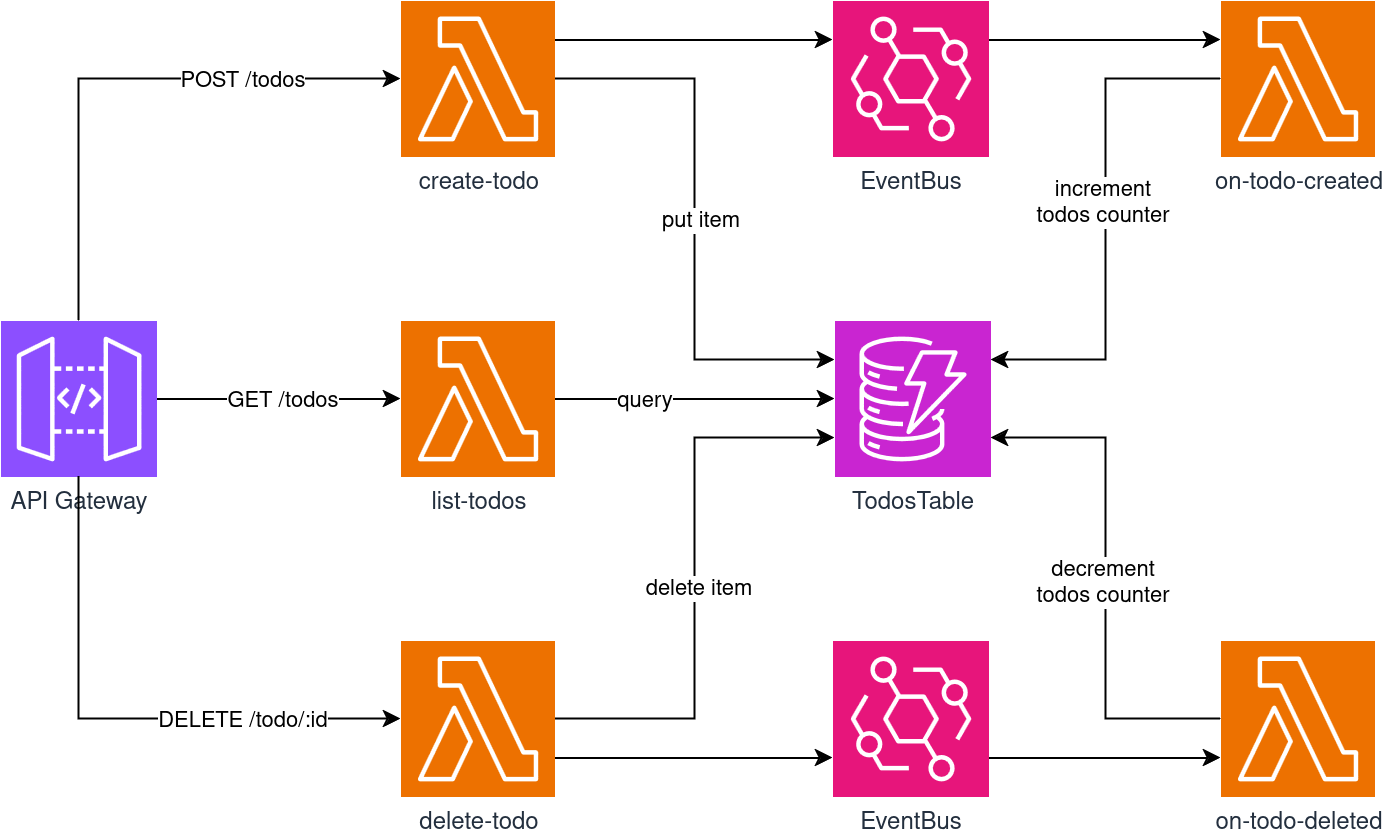 POST /todos
create-todo
EventBus
on-todo-created
put item
increment
todos counter
GET /todos
query
API Gateway
list-todos
TodosTable
delete item
decrement
todos counter
DELETE /todo/:id
delete-todo
EventBus
on-todo-deleted